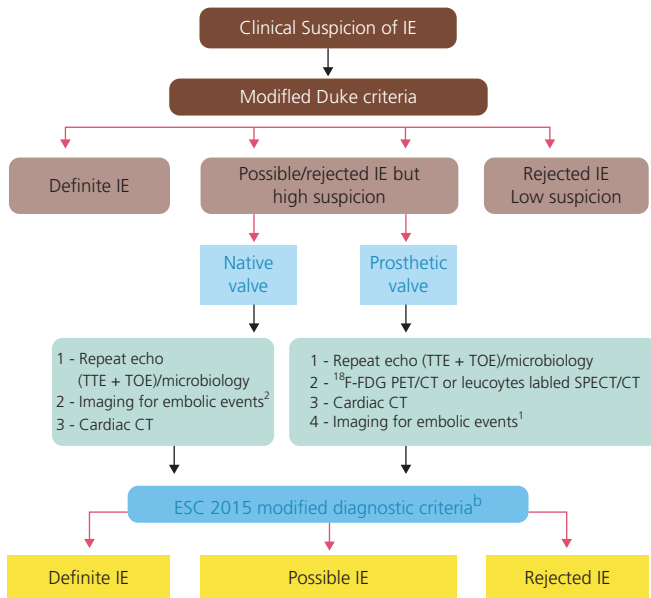 Clinical Suspicion of IE
Modifled Duke criteria
Definite IE
Possible/rejected IE but
high suspicion
Rejected IE
Low suspicion
Native
valve
Prosthetic
valve
1 - Repeat echo
(TTE + TOE)/microbiology
2 - Imaging for embolic events²
3 - Cardiac CT
1 - Repeat echo (TTE + TOE)/microbiology
2 - ¹⁸F-FDG PET/CT or leucoytes labled SPECT/CT
3 - Cardiac CT
4 - Imaging for embolic events¹
ESC 2015 modified diagnostic criteriaᵇ
Definite IE
Possible IE
Rejected IE